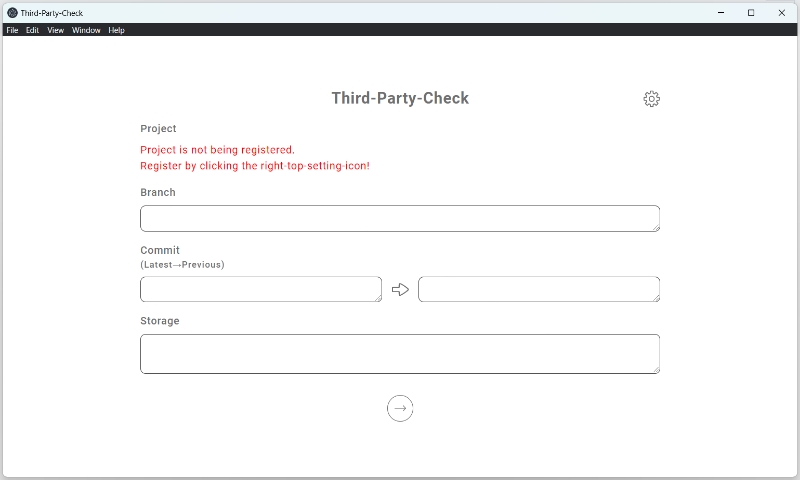 Third-Party-Check
File Edit View Window Help
Third-Party-Check
Project
Project is not being registered.
Register by clicking the right-top-setting-icon!
Branch
Commit
(Latest→Previous)
Storage